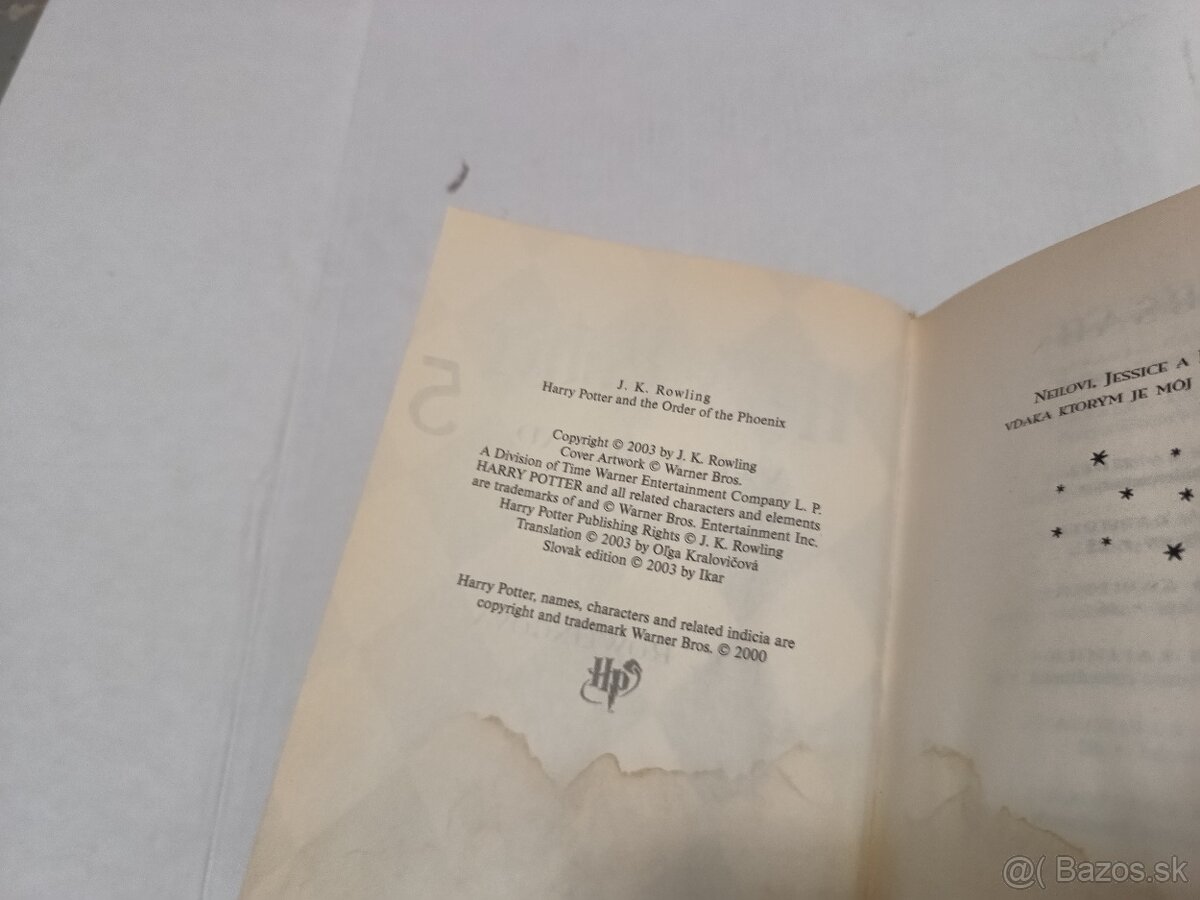 J. K. Rowling
Harry Potter and the Order of the Phoenix
Copyright © 2003 by J. K. Rowling
Cover Artwork © Warner Bros.
A Division of Time Warner Entertainment Company L. P.
HARRY POTTER and all related characters and elements
are trademarks of and © Warner Bros. Entertainment Inc.
Harry Potter Publishing Rights © J. K. Rowling
Translation © 2003 by Oľga Kralovičová
Slovak edition © 2003 by Ikar
Harry Potter, names, characters and related indicia are
copyright and trademark Warner Bros. © 2000
HP
NEILOVI, JESSICE A
VĎAKA KTORÝM JE MÔJ
5
@( Bazos.sk